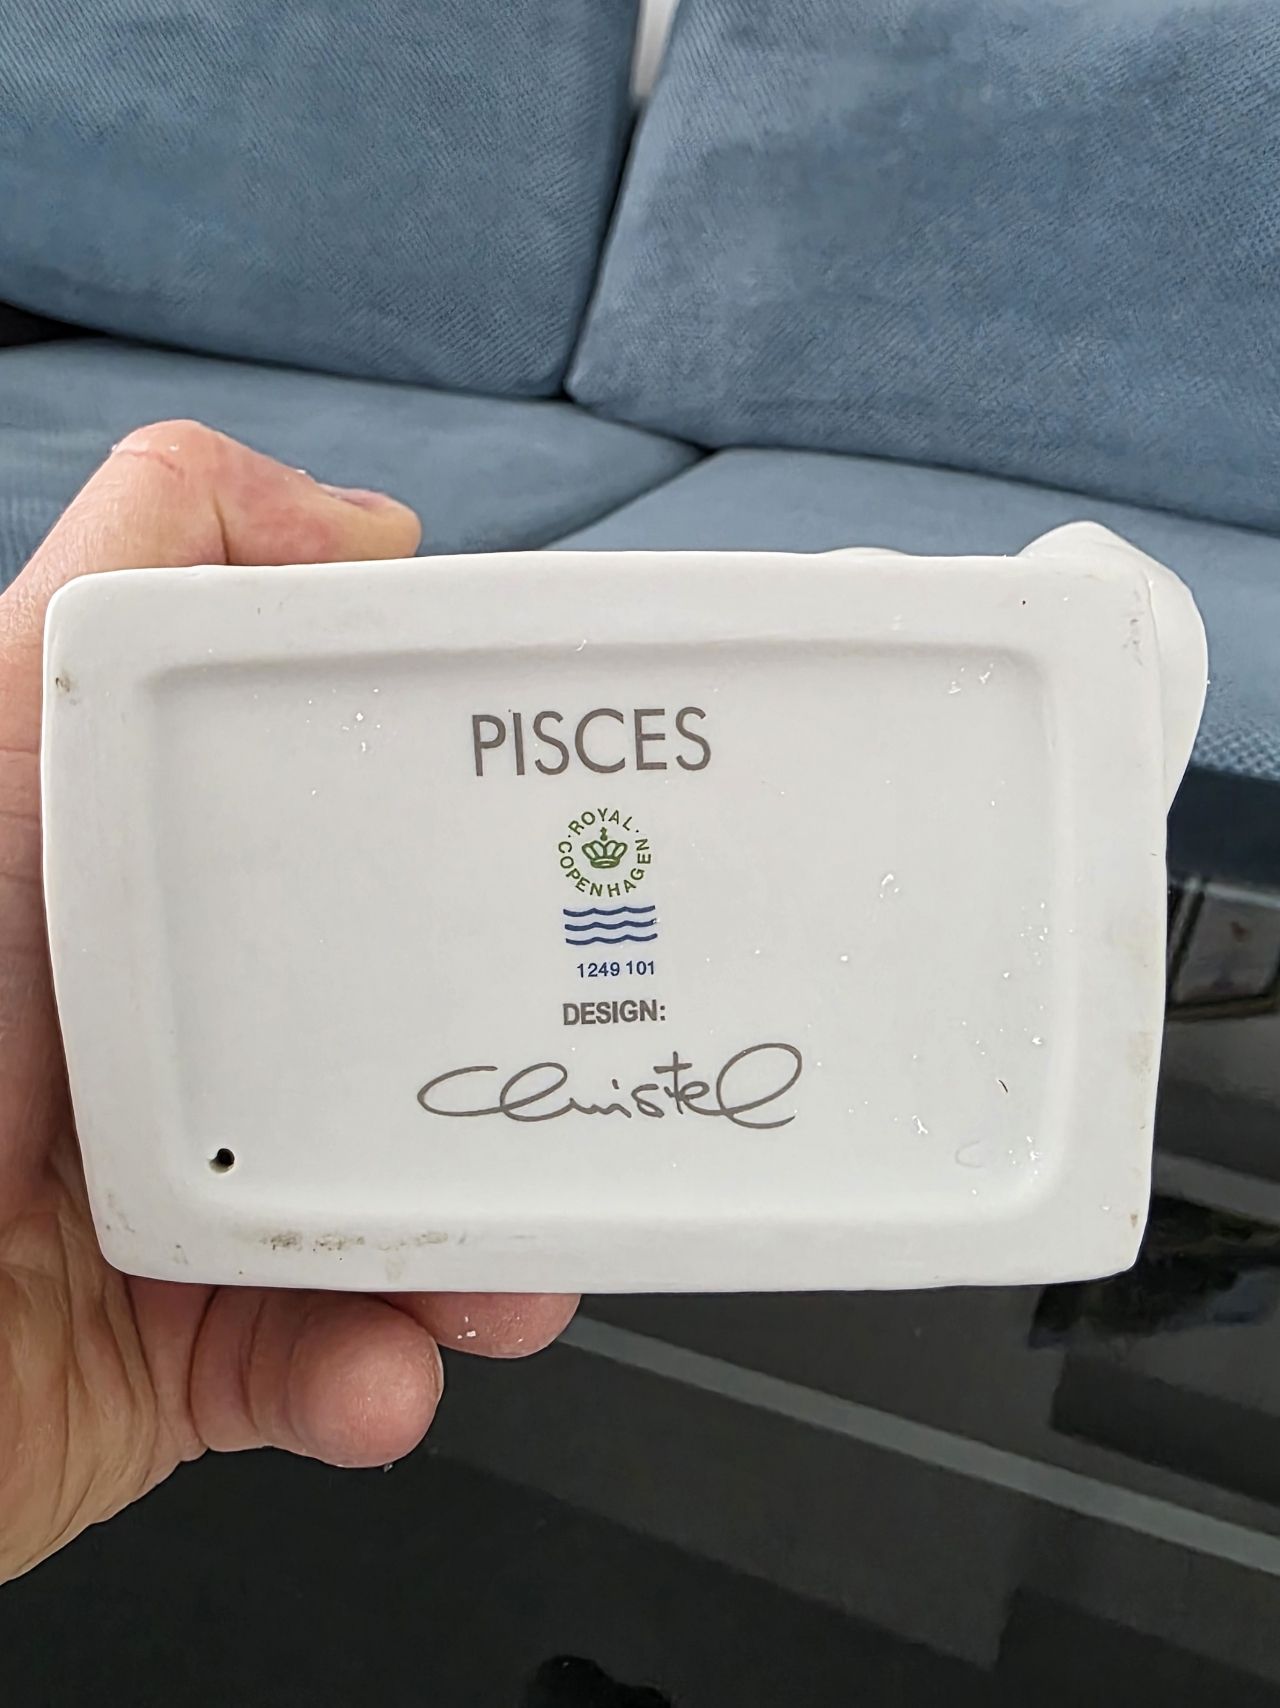 PISCES
ROYAL
COPENHAGEN
1249 101
DESIGN:
Christel